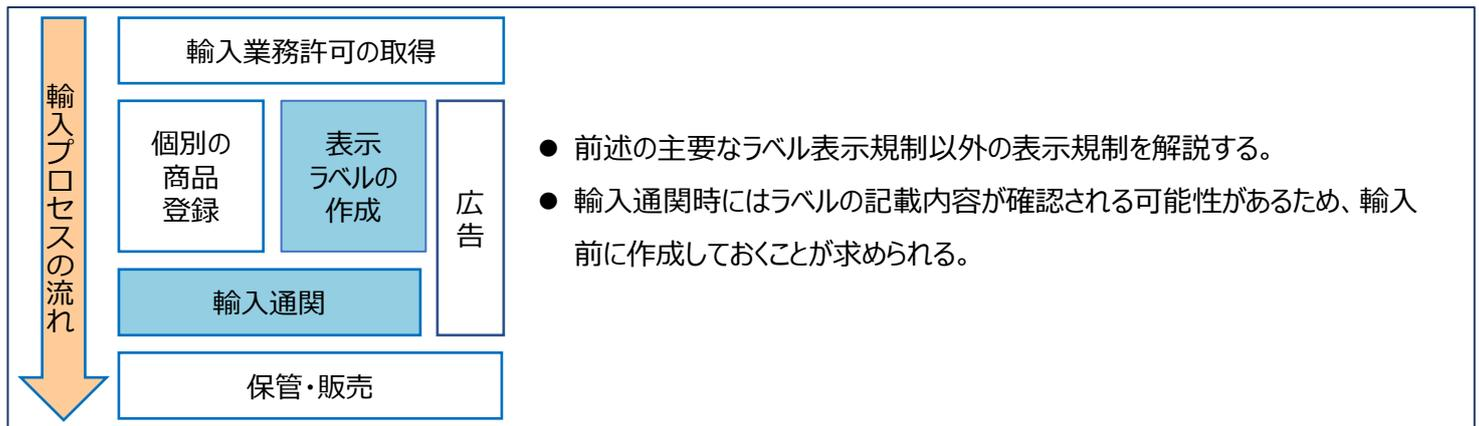 輸入プロセスの流れ
輸入業務許可の取得
個別の
商品
登録
表示
ラベルの
作成
広告
輸入通関
保管・販売
● 前述の主要なラベル表示規制以外の表示規制を解説する。
● 輸入通関時にはラベルの記載内容が確認される可能性があるため、輸入
前に作成しておくことが求められる。